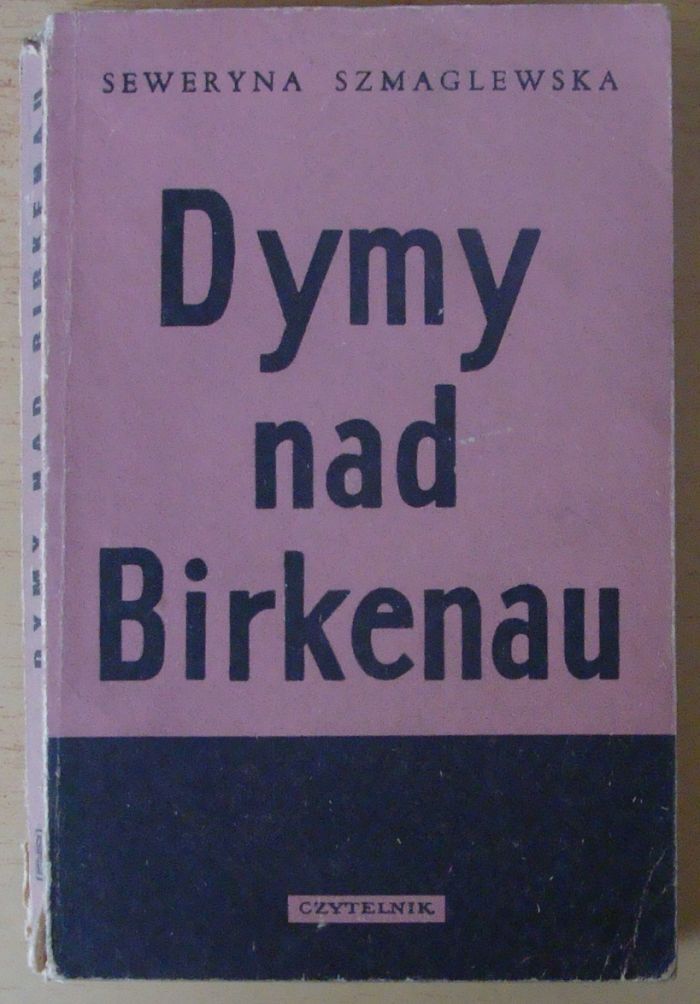 SEWERYNA SZMAGLEWSKA
Dymy
nad
Birkenau
CZYTELNIK
DYMY NAD BIRKENAU